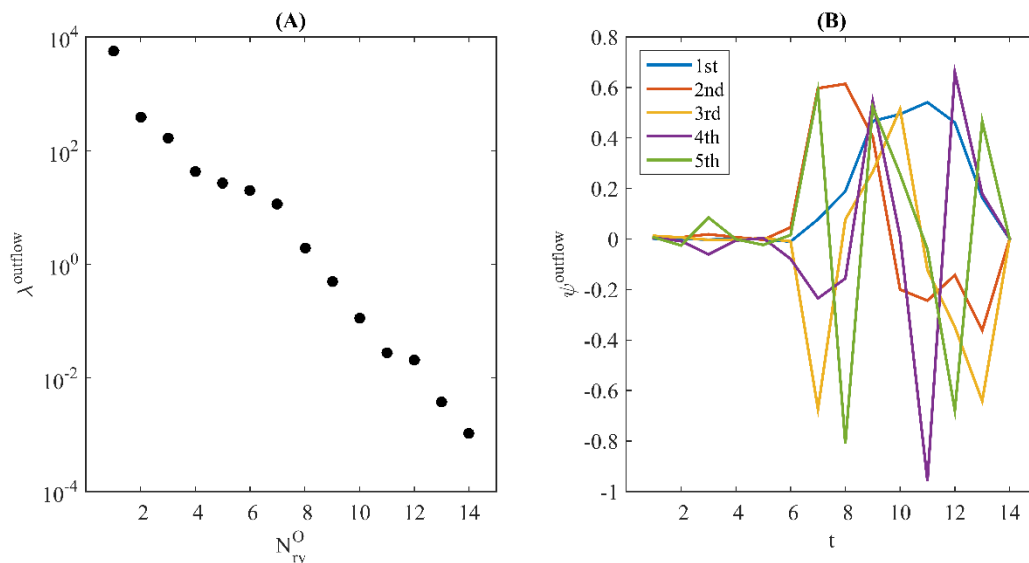 (A)
10^4
10^2
10^0
10^-2
10^-4
λ^outflow
2 4 6 8 10 12 14
N_rv^O
(B)
0.8
0.6
0.4
0.2
0
-0.2
-0.4
-0.6
-0.8
-1
ψ^outflow
1st
2nd
3rd
4th
5th
2 4 6 8 10 12 14
t